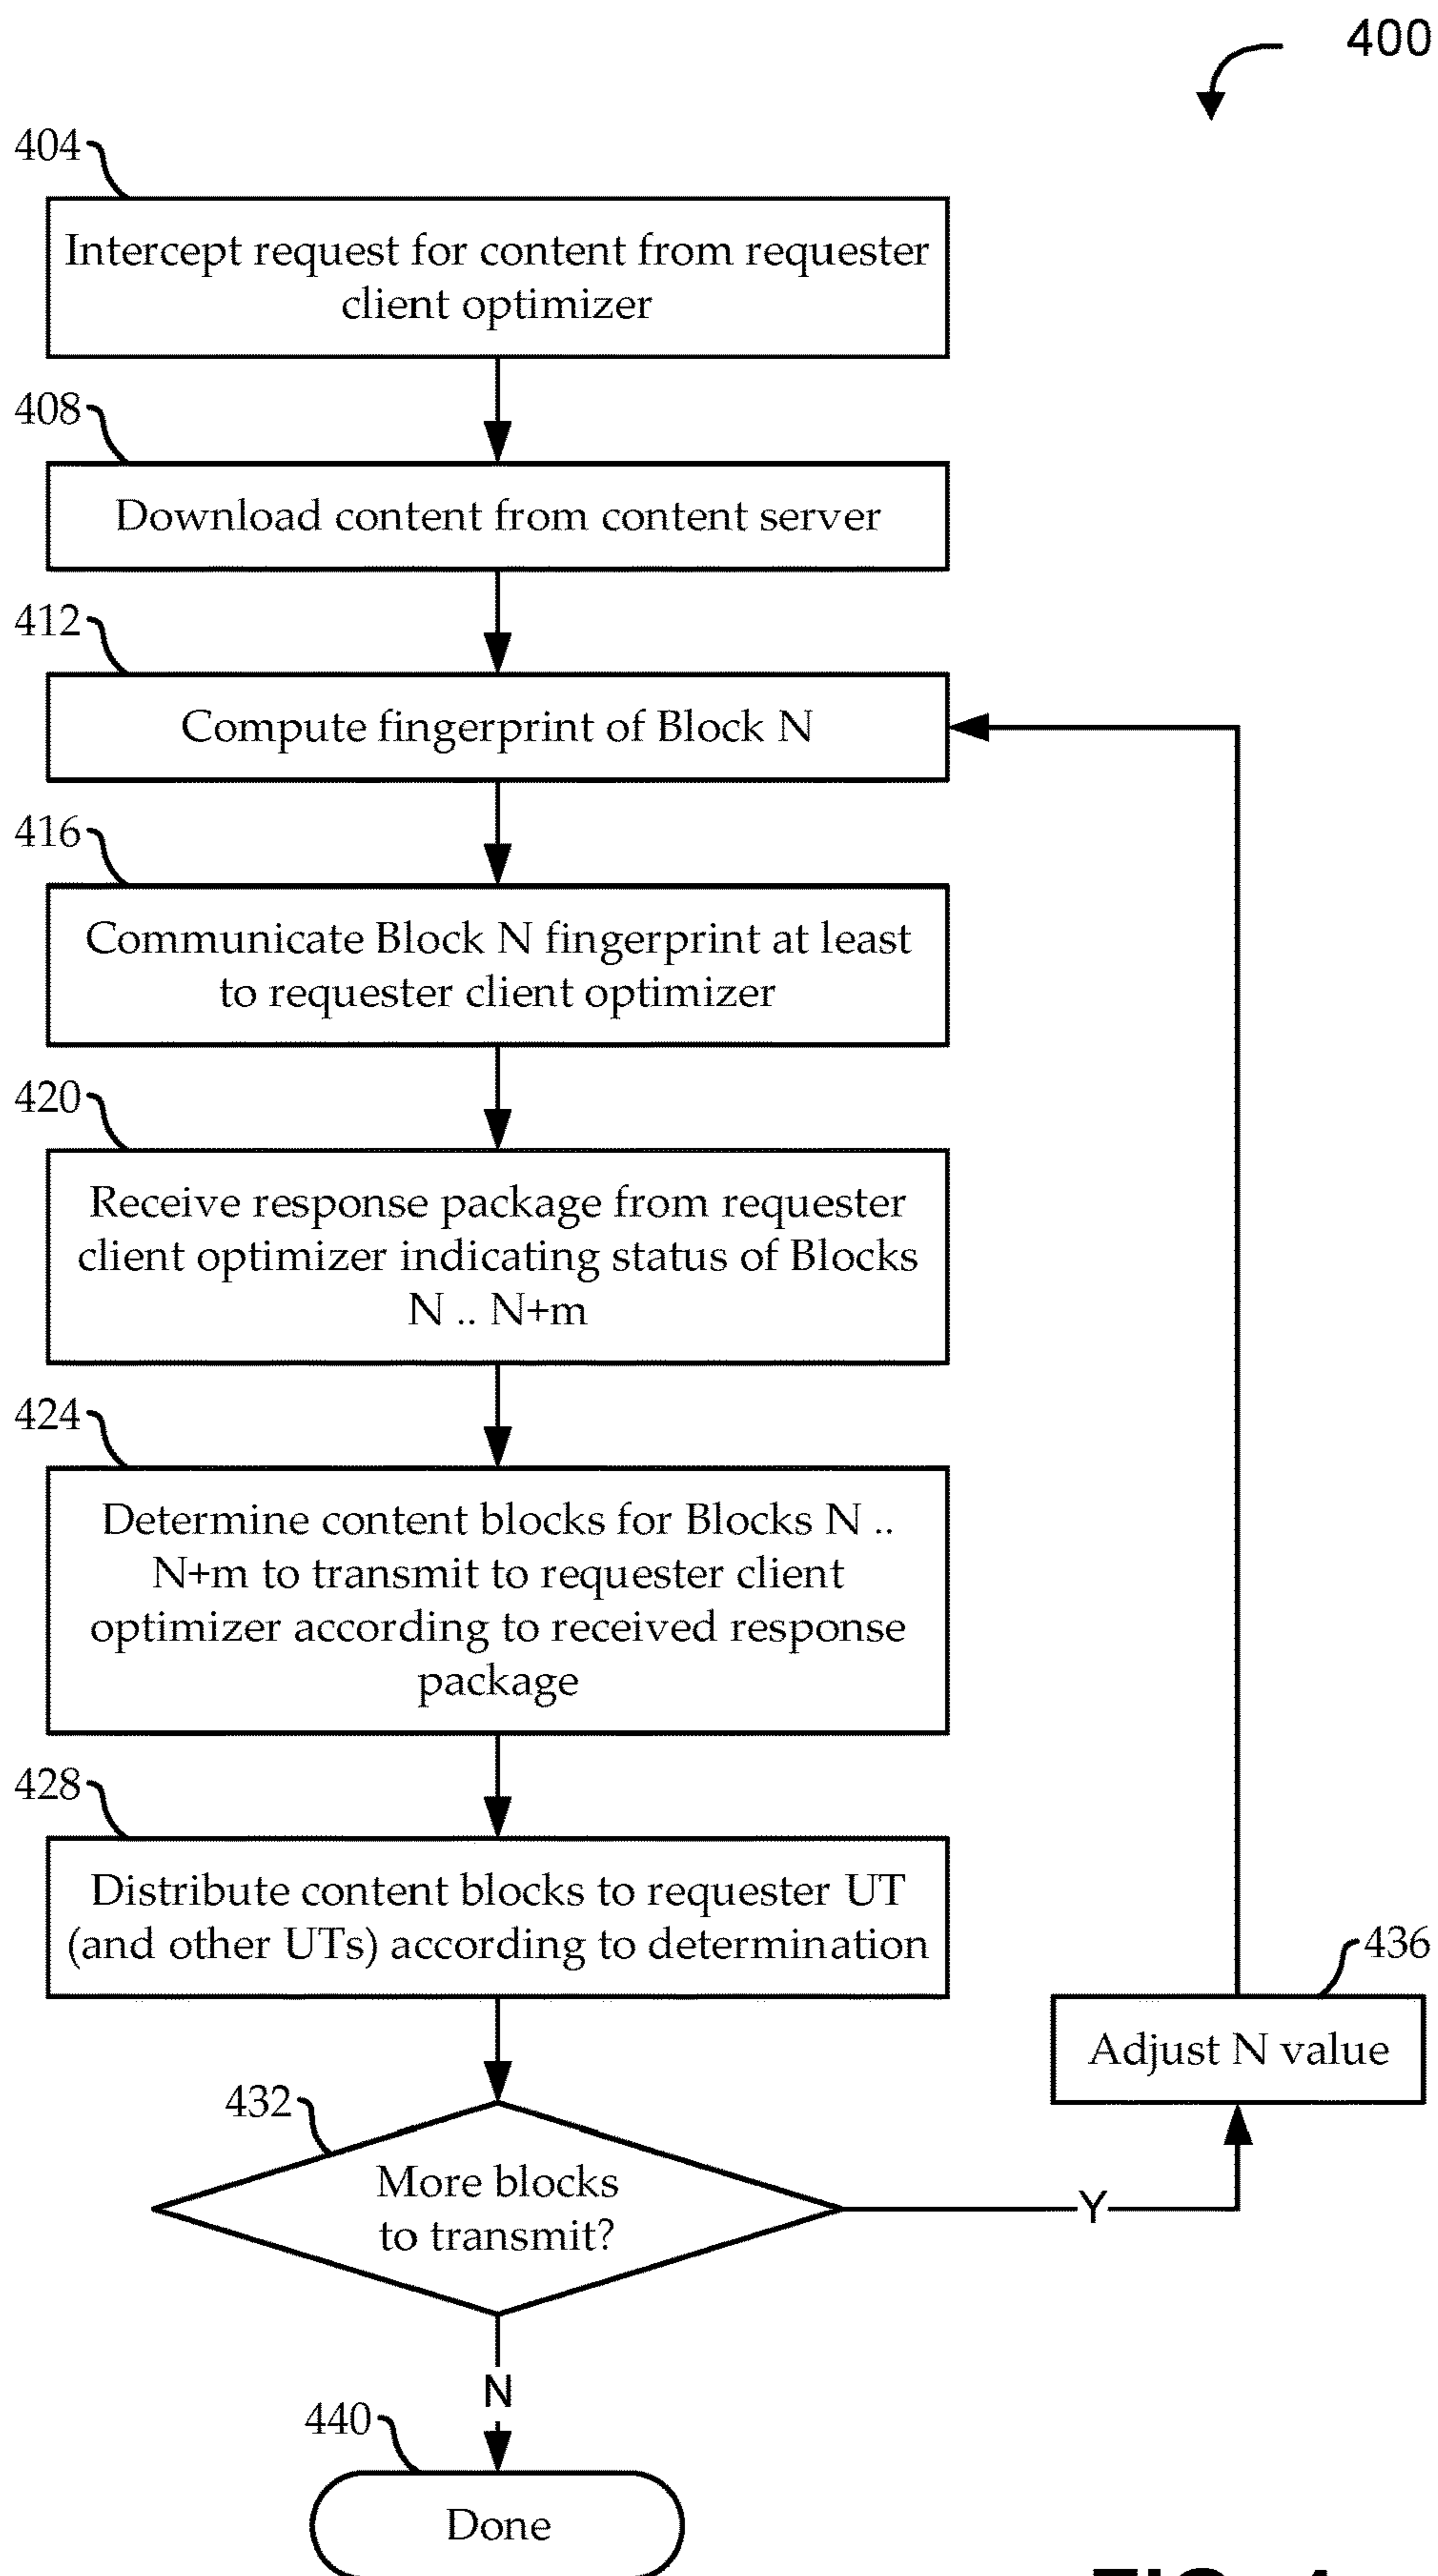 400
404
Intercept request for content from requester
client optimizer
408
Download content from content server
412
Compute fingerprint of Block N
416
Communicate Block N fingerprint at least
to requester client optimizer
420
Receive response package from requester
client optimizer indicating status of Blocks
N .. N+m
424
Determine content blocks for Blocks N ..
N+m to transmit to requester client
optimizer according to received response
package
428
Distribute content blocks to requester UT
(and other UTs) according to determination
436
Adjust N value
432
More blocks
to transmit?
Y
N
440
Done